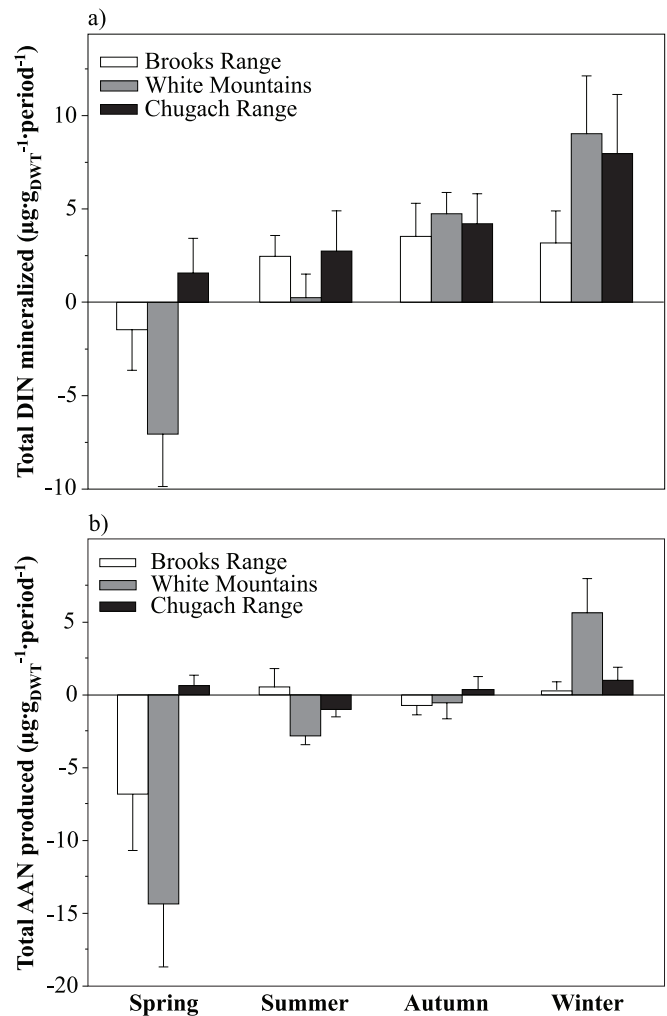 a)
Brooks Range
White Mountains
Chugach Range
Total DIN mineralized (µg·g_DWT⁻¹·period⁻¹)
10
5
0
-5
-10
b)
Brooks Range
White Mountains
Chugach Range
Total AAN produced (µg·g_DWT⁻¹·period⁻¹)
5
0
-5
-10
-15
-20
Spring Summer Autumn Winter